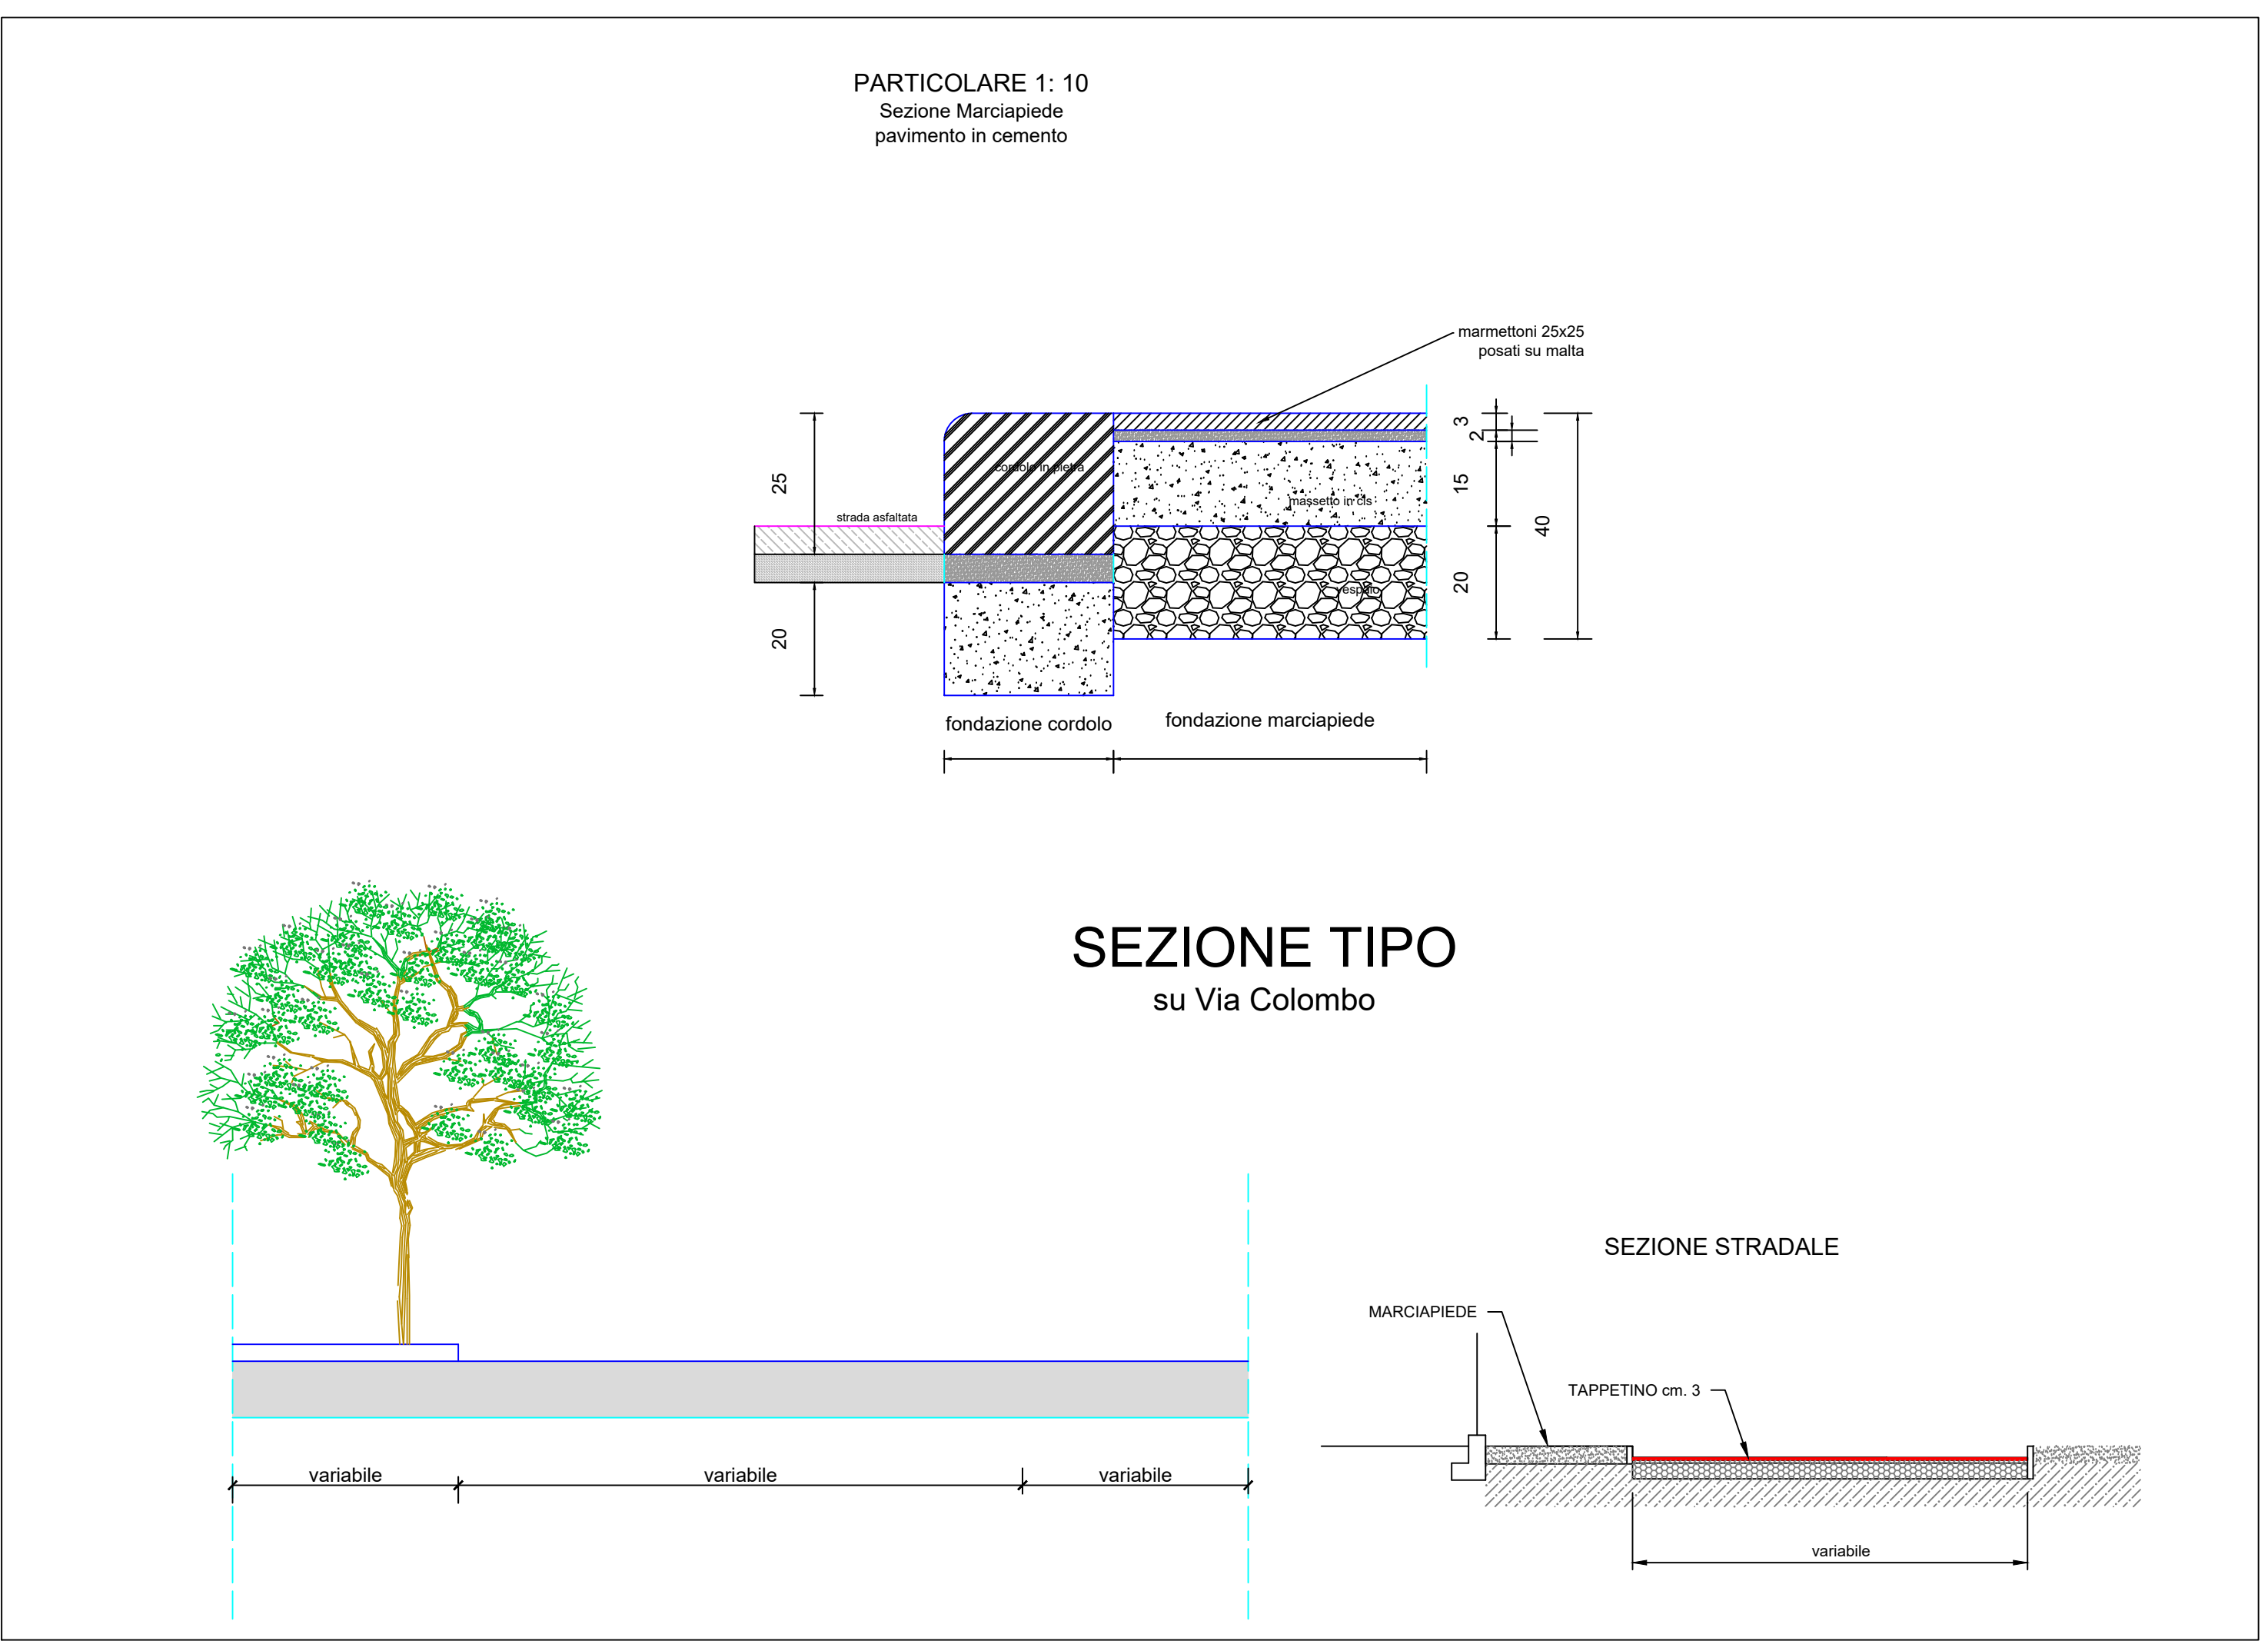 PARTICOLARE 1: 10
Sezione Marciapiede
pavimento in cemento
marmettoni 25x25
posati su malta
3
2
25
cordolo in pietra
15
massetto in cls
strada asfaltata
40
20
vespaio
20
fondazione cordolo
fondazione marciapiede
SEZIONE TIPO
su Via Colombo
SEZIONE STRADALE
MARCIAPIEDE
TAPPETINO cm. 3
variabile
variabile
variabile
variabile